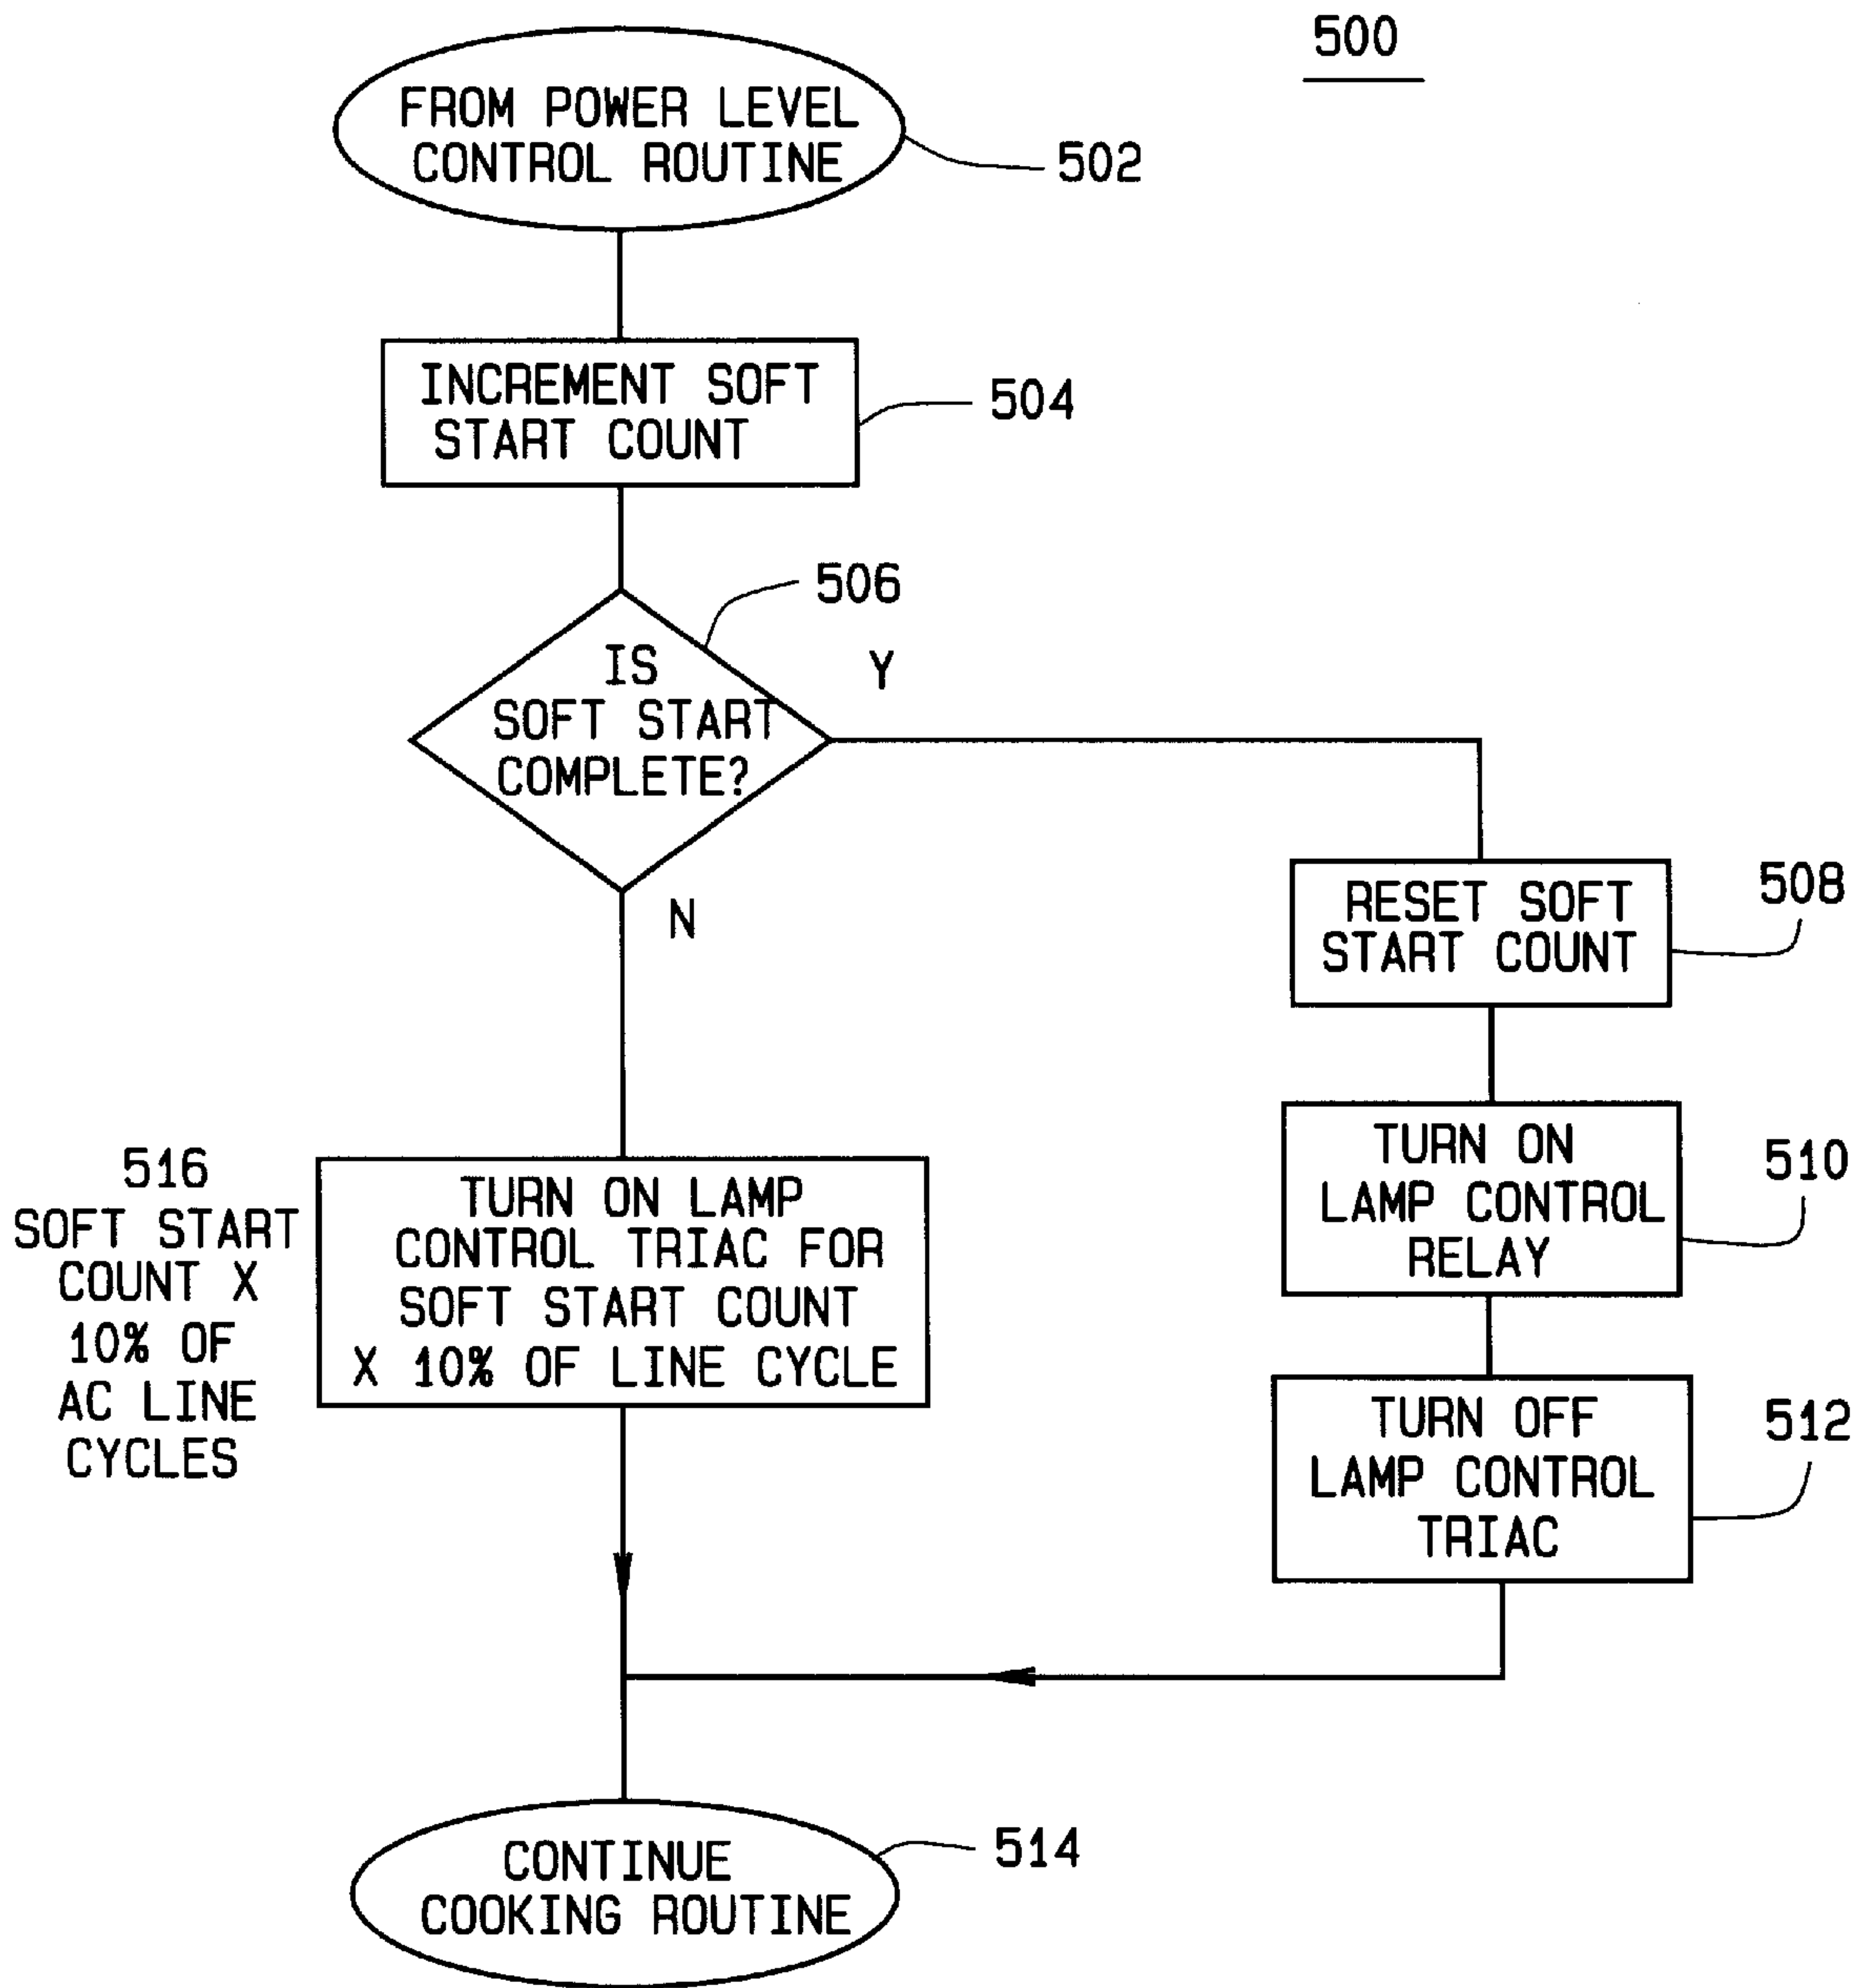 500
FROM POWER LEVEL
CONTROL ROUTINE
502
INCREMENT SOFT
START COUNT
504
506
IS
SOFT START
COMPLETE?
Y
N
RESET SOFT
START COUNT
508
TURN ON
LAMP CONTROL
RELAY
510
516
SOFT START
COUNT X
10% OF
AC LINE
CYCLES
TURN ON LAMP
CONTROL TRIAC FOR
SOFT START COUNT
X 10% OF LINE CYCLE
TURN OFF
LAMP CONTROL
TRIAC
512
CONTINUE
COOKING ROUTINE
514